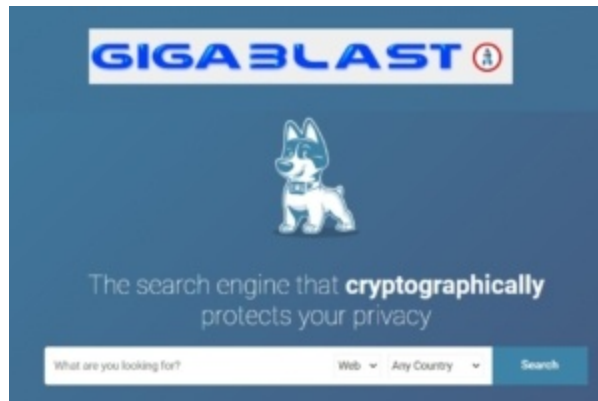 GIGABLAST
The search engine that cryptographically
protects your privacy
What are you looking for? Web Any Country Search